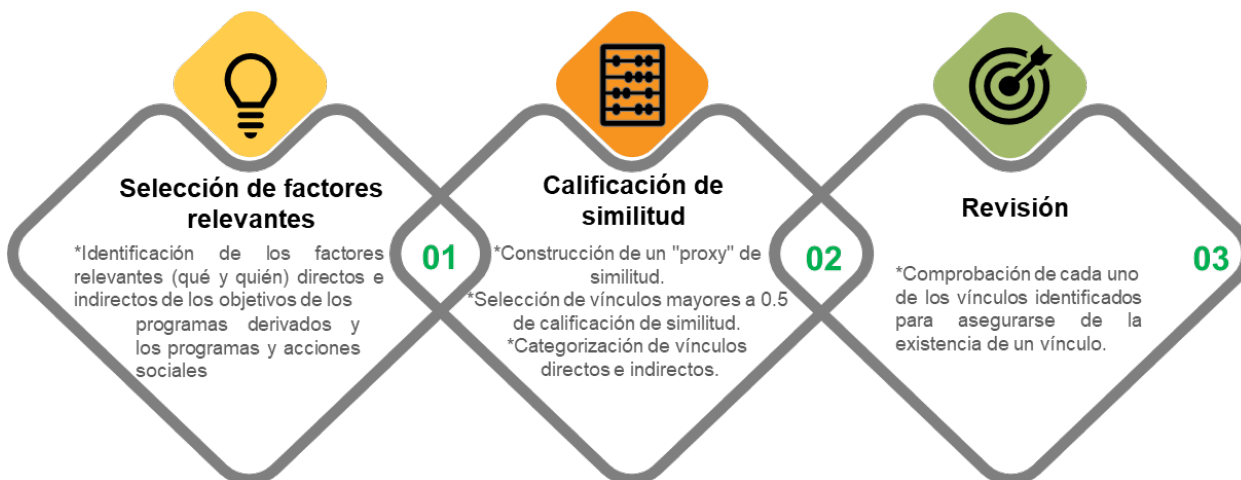 Selección de factores
relevantes
*Identificación de los factores
relevantes (qué y quién) directos e
indirectos de los objetivos de los
programas derivados y
los programas y acciones
sociales
01
Calificación de
similitud
*Construcción de un "proxy" de
similitud.
*Selección de vínculos mayores a 0.5
de calificación de similitud.
*Categorización de vínculos
directos e indirectos.
02
Revisión
*Comprobación de cada uno
de los vínculos identificados
para asegurarse de la
existencia de un vínculo.
03